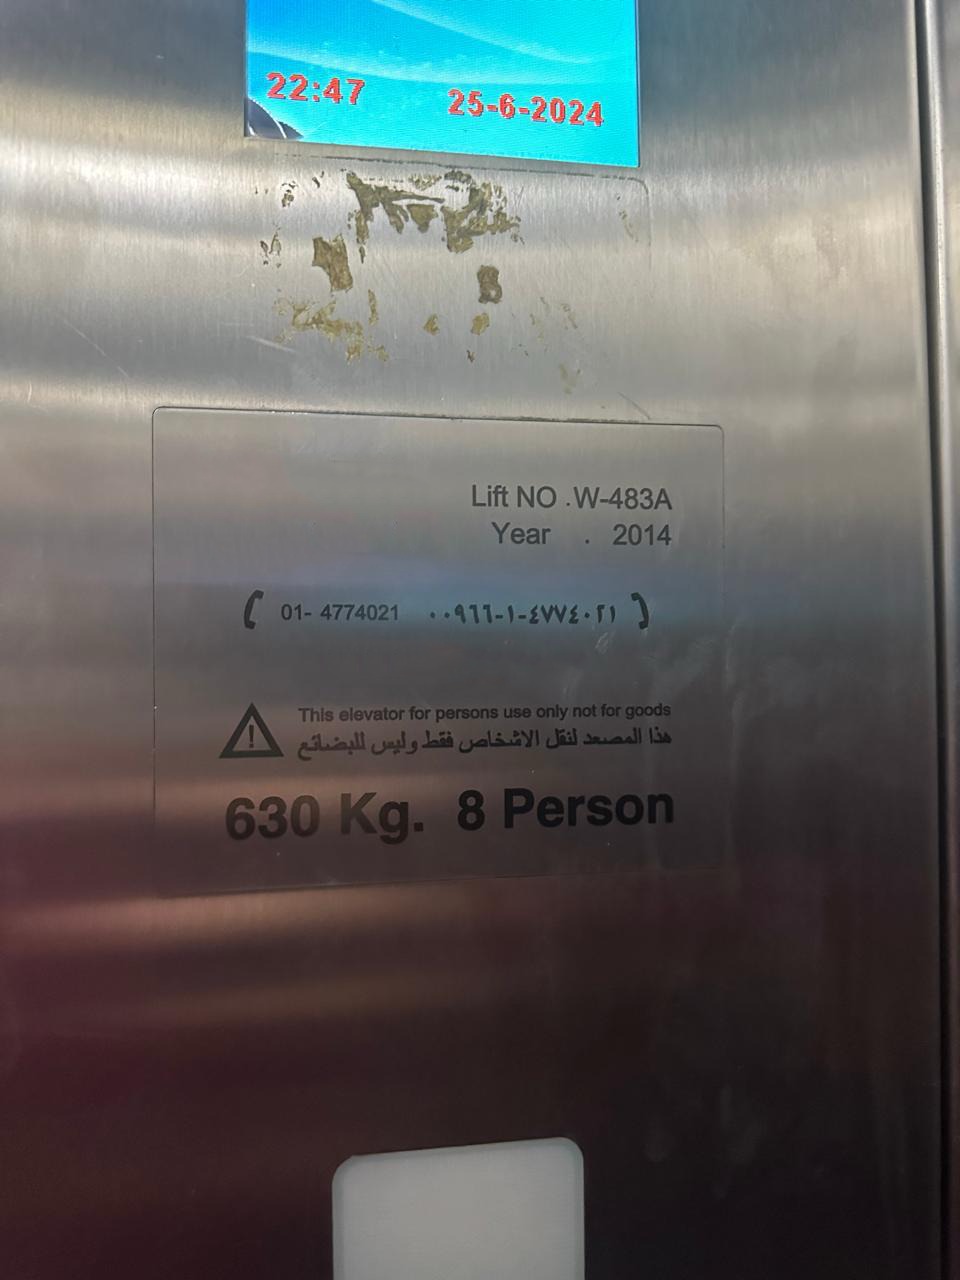 22:47 25-6-2024
Lift NO .W-483A
Year . 2014
01- 4774021 ٠٠٩٦٦-١-٤٧٧٤٠٢١
This elevator for persons use only not for goods
هذا المصعد لنقل الاشخاص فقط وليس للبضائع
630 Kg. 8 Person